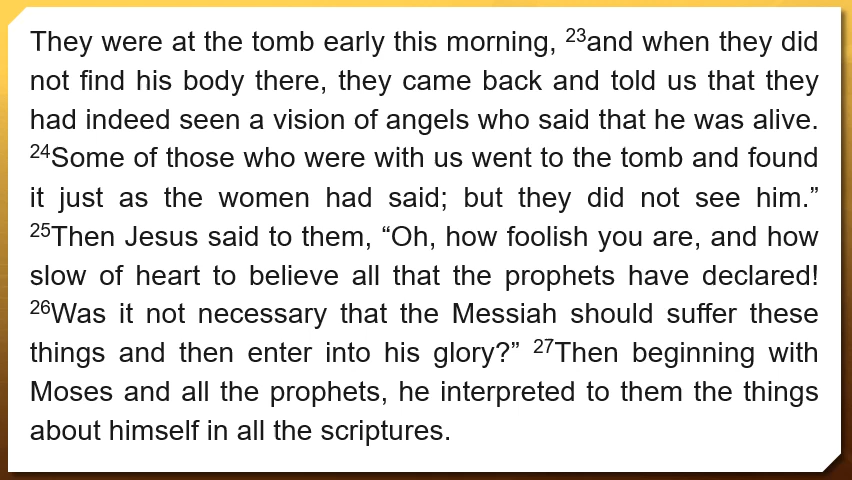 They were at the tomb early this morning, 23and when they did
not find his body there, they came back and told us that they
had indeed seen a vision of angels who said that he was alive.
24Some of those who were with us went to the tomb and found
it just as the women had said; but they did not see him.”
25Then Jesus said to them, “Oh, how foolish you are, and how
slow of heart to believe all that the prophets have declared!
26Was it not necessary that the Messiah should suffer these
things and then enter into his glory?” 27Then beginning with
Moses and all the prophets, he interpreted to them the things
about himself in all the scriptures.